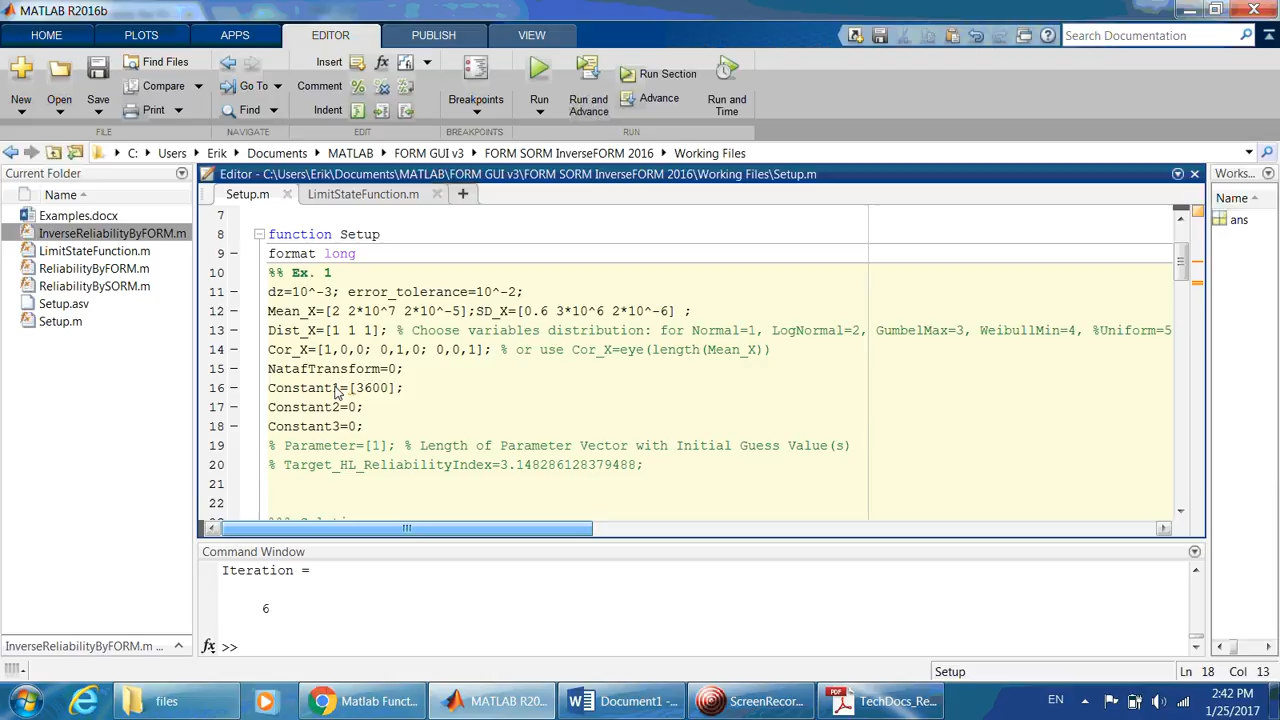 MATLAB R2016b
HOME PLOTS APPS EDITOR PUBLISH VIEW
Search Documentation
New Open Save
Find Files
Compare
Print
Go To
Find
Insert
Comment
Indent
Breakpoints
Run
Run and Advance
Run Section
Advance
Run and Time
FILE NAVIGATE EDIT BREAKPOINTS RUN
C: Users Erik Documents MATLAB FORM GUI v3 FORM SORM InverseFORM 2016 Working Files
Current Folder
Name
Examples.docx
InverseReliabilityByFORM.m
LimitStateFunction.m
ReliabilityByFORM.m
ReliabilityBySORM.m
Setup.asv
Setup.m
InverseReliabilityByFORM.m ...
Editor - C:\Users\Erik\Documents\MATLAB\FORM GUI v3\FORM SORM InverseFORM 2016\Working Files\Setup.m
Setup.m LimitStateFunction.m
7
8 function Setup
9 format long
10 %% Ex. 1
11 dz=10^-3; error_tolerance=10^-2;
12 Mean_X=[2 2*10^7 2*10^-5];SD_X=[0.6 3*10^6 2*10^-6] ;
13 Dist_X=[1 1 1]; % Choose variables distribution: for Normal=1, LogNormal=2, GumbelMax=3, WeibullMin=4, %Uniform=5
14 Cor_X=[1,0,0; 0,1,0; 0,0,1]; % or use Cor_X=eye(length(Mean_X))
15 NatafTransform=0;
16 Constant1=[3600];
17 Constant2=0;
18 Constant3=0;
19 % Parameter=[1]; % Length of Parameter Vector with Initial Guess Value(s)
20 % Target_HL_ReliabilityIndex=3.148286128379488;
21
22
Works...
Name
ans
Command Window
Iteration =
6
fx >>
Setup Ln 18 Col 13
files
Matlab Funct...
MATLAB R20...
Document1 -...
ScreenRecor...
TechDocs_Re...
EN
2:42 PM
1/25/2017